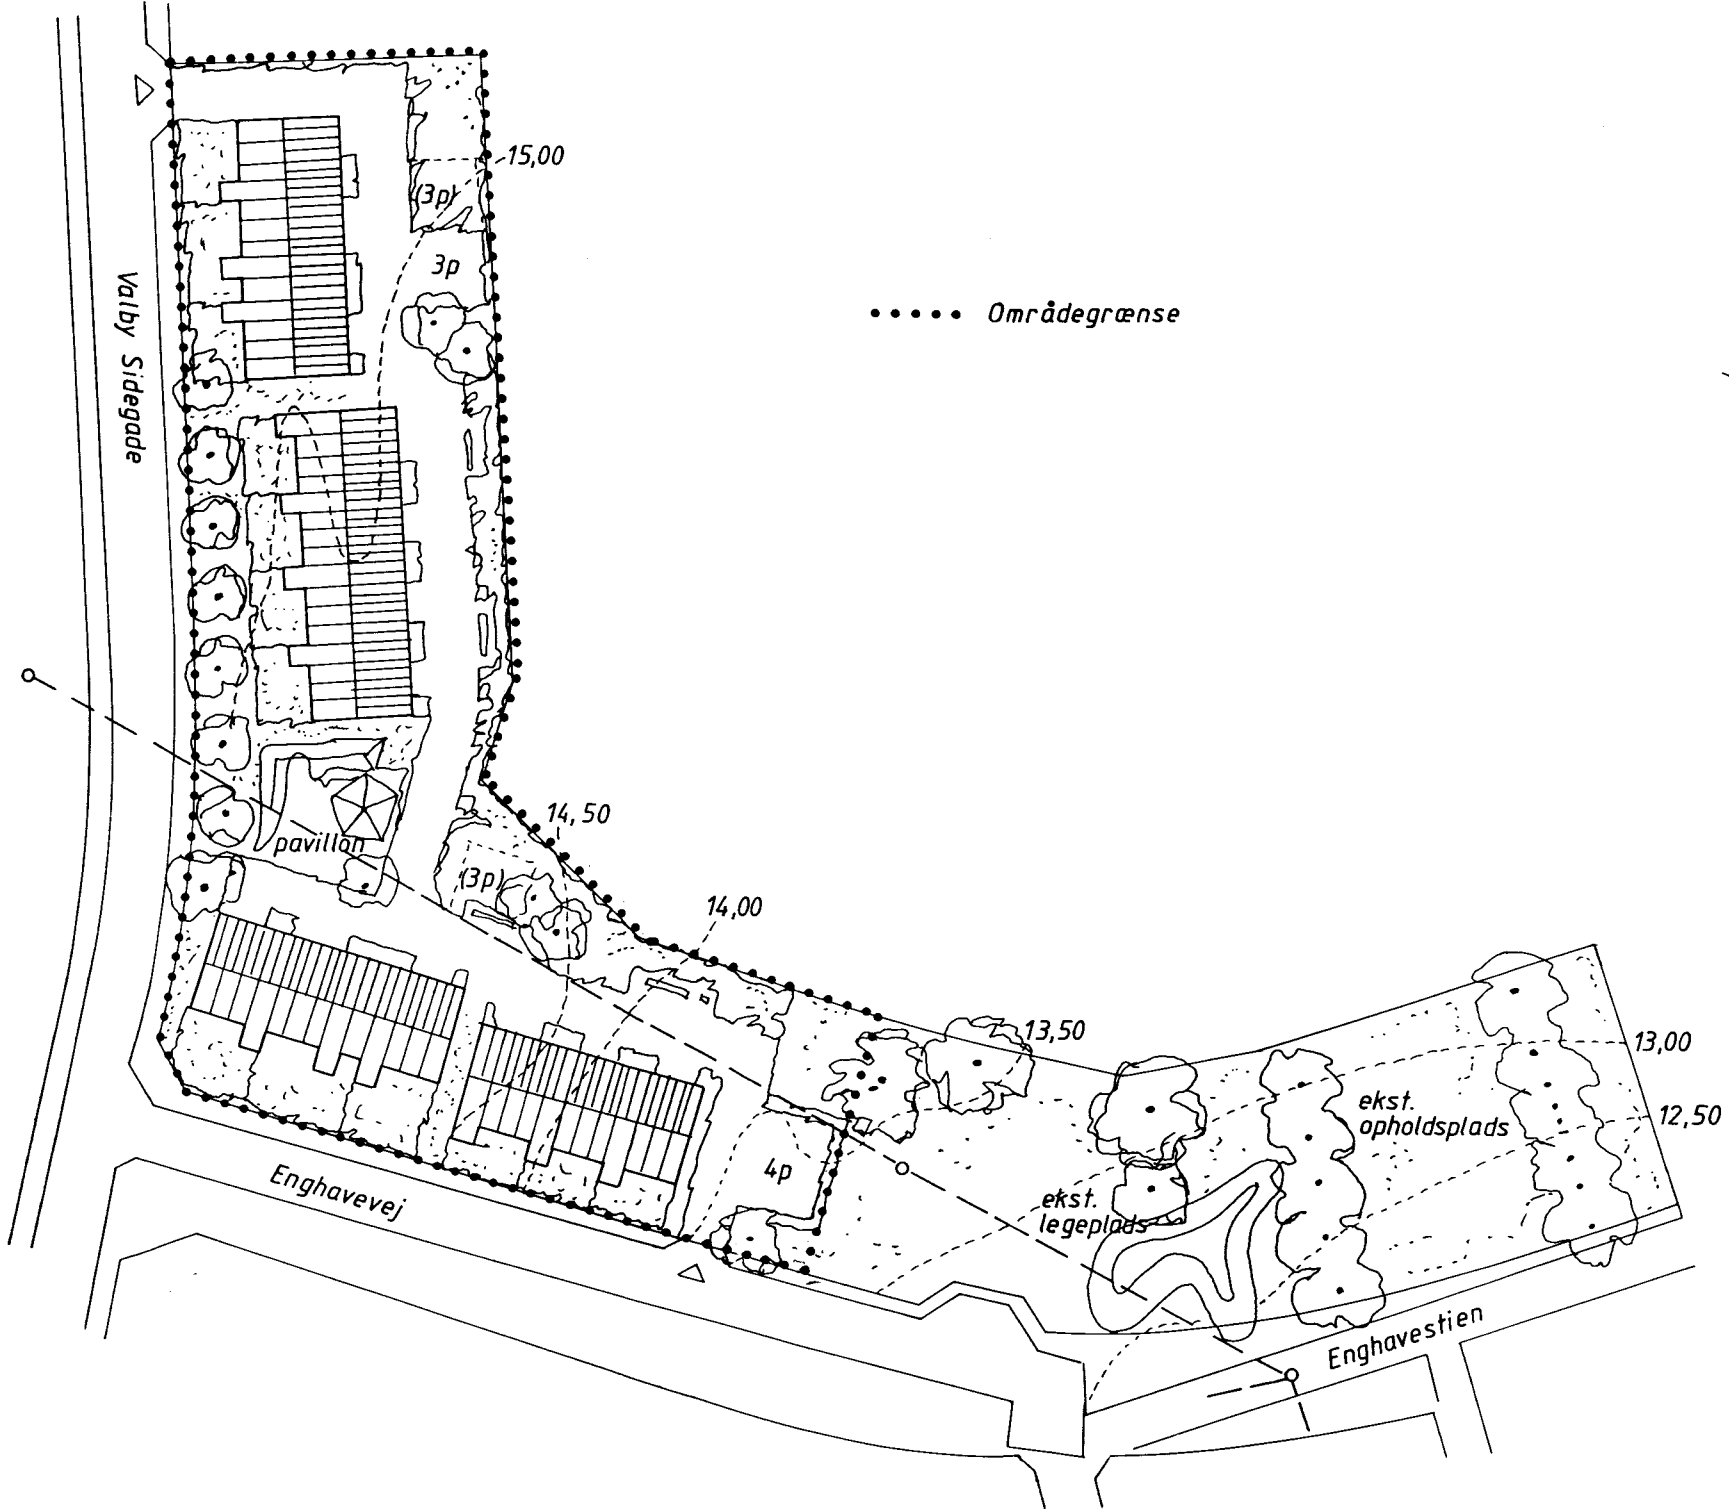 15,00
(3p)
3p
Valby Sidegade
Områdegrænse
14,50
pavillon
(3p)
14,00
13,50
13,00
ekst.
opholdsplads
12,50
4p
Enghavevej
ekst.
legeplads
Enghavestien